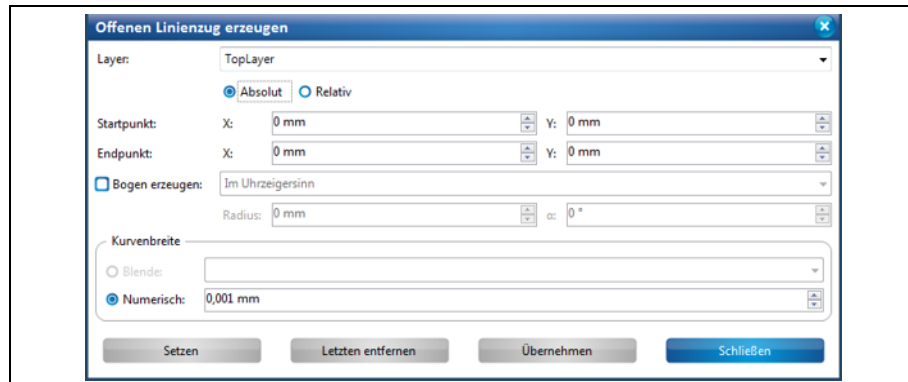 Offenen Linienzug erzeugen
Layer: TopLayer
Absolut Relativ
Startpunkt: X: 0 mm Y: 0 mm
Endpunkt: X: 0 mm Y: 0 mm
Bogen erzeugen: Im Uhrzeigersinn
Radius: 0 mm α: 0 °
Kurvenbreite
Blende:
Numerisch: 0,001 mm
Setzen Letzten entfernen Übernehmen Schließen